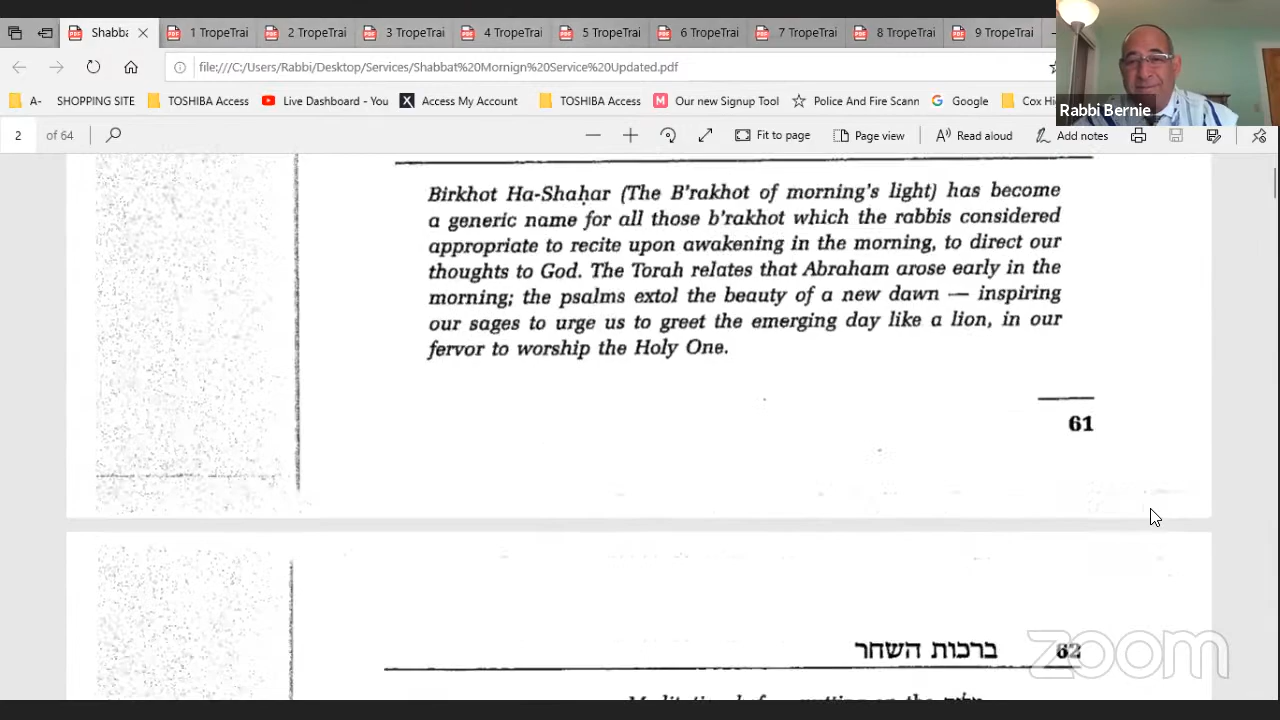 Shabba
1 TropeTrai
2 TropeTrai
3 TropeTrai
4 TropeTrai
5 TropeTrai
6 TropeTrai
7 TropeTrai
8 TropeTrai
9 TropeTrai
file:///C:/Users/Rabbi/Desktop/Services/Shabbat%20Mornign%20Service%20Updated.pdf
A- SHOPPING SITE
TOSHIBA Access
Live Dashboard - You
Access My Account
TOSHIBA Access
Our new Signup Tool
Police And Fire Scann
Google
Cox Hi
Rabbi Bernie
2 of 64
Fit to page
Page view
Read aloud
Add notes
Birkhot Ha-Shaḥar (The B'rakhot of morning's light) has become
a generic name for all those b'rakhot which the rabbis considered
appropriate to recite upon awakening in the morning, to direct our
thoughts to God. The Torah relates that Abraham arose early in the
morning; the psalms extol the beauty of a new dawn — inspiring
our sages to urge us to greet the emerging day like a lion, in our
fervor to worship the Holy One.
61
ברכות השחר 62
zoom